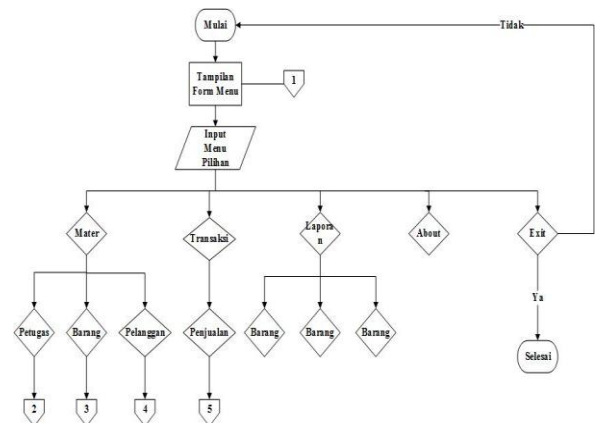 Mulai
Tidak
Tampilan
Form Menu
1
Input
Menu
Pilihan
Mater
Transaksi
Lapora
n
About
Exit
Petugas
Barang
Pelanggan
Penjualan
Barang
Barang
Barang
Ya
Selesai
2
3
4
5